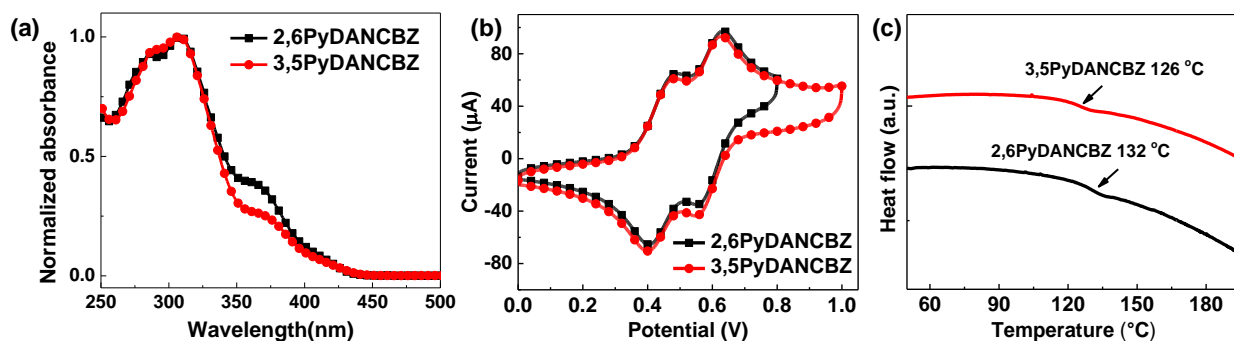 (a)
2,6PyDANCBZ
3,5PyDANCBZ
1.0
0.5
0.0
Normalized absorbance
250 300 350 400 450 500
Wavelength(nm)
(b)
80
40
0
-40
-80
Current (μA)
2,6PyDANCBZ
3,5PyDANCBZ
0.0 0.2 0.4 0.6 0.8 1.0
Potential (V)
(c)
3,5PyDANCBZ 126 °C
2,6PyDANCBZ 132 °C
Heat flow (a.u.)
60 90 120 150 180
Temperature (°C)